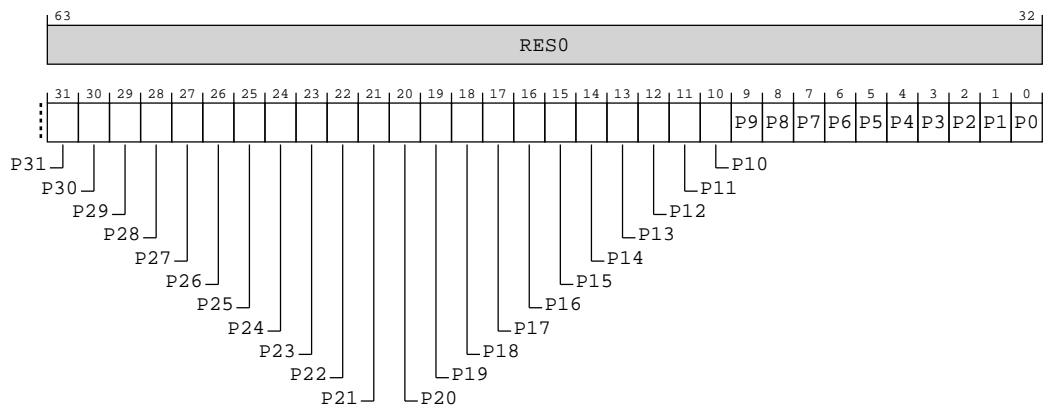 63 32
RES0
31 30 29 28 27 26 25 24 23 22 21 20 19 18 17 16 15 14 13 12 11 10 9 8 7 6 5 4 3 2 1 0
P9 P8 P7 P6 P5 P4 P3 P2 P1 P0
P31 P10
P30 P11
P29 P12
P28 P13
P27 P14
P26 P15
P25 P16
P24 P17
P23 P18
P22 P19
P21 P20